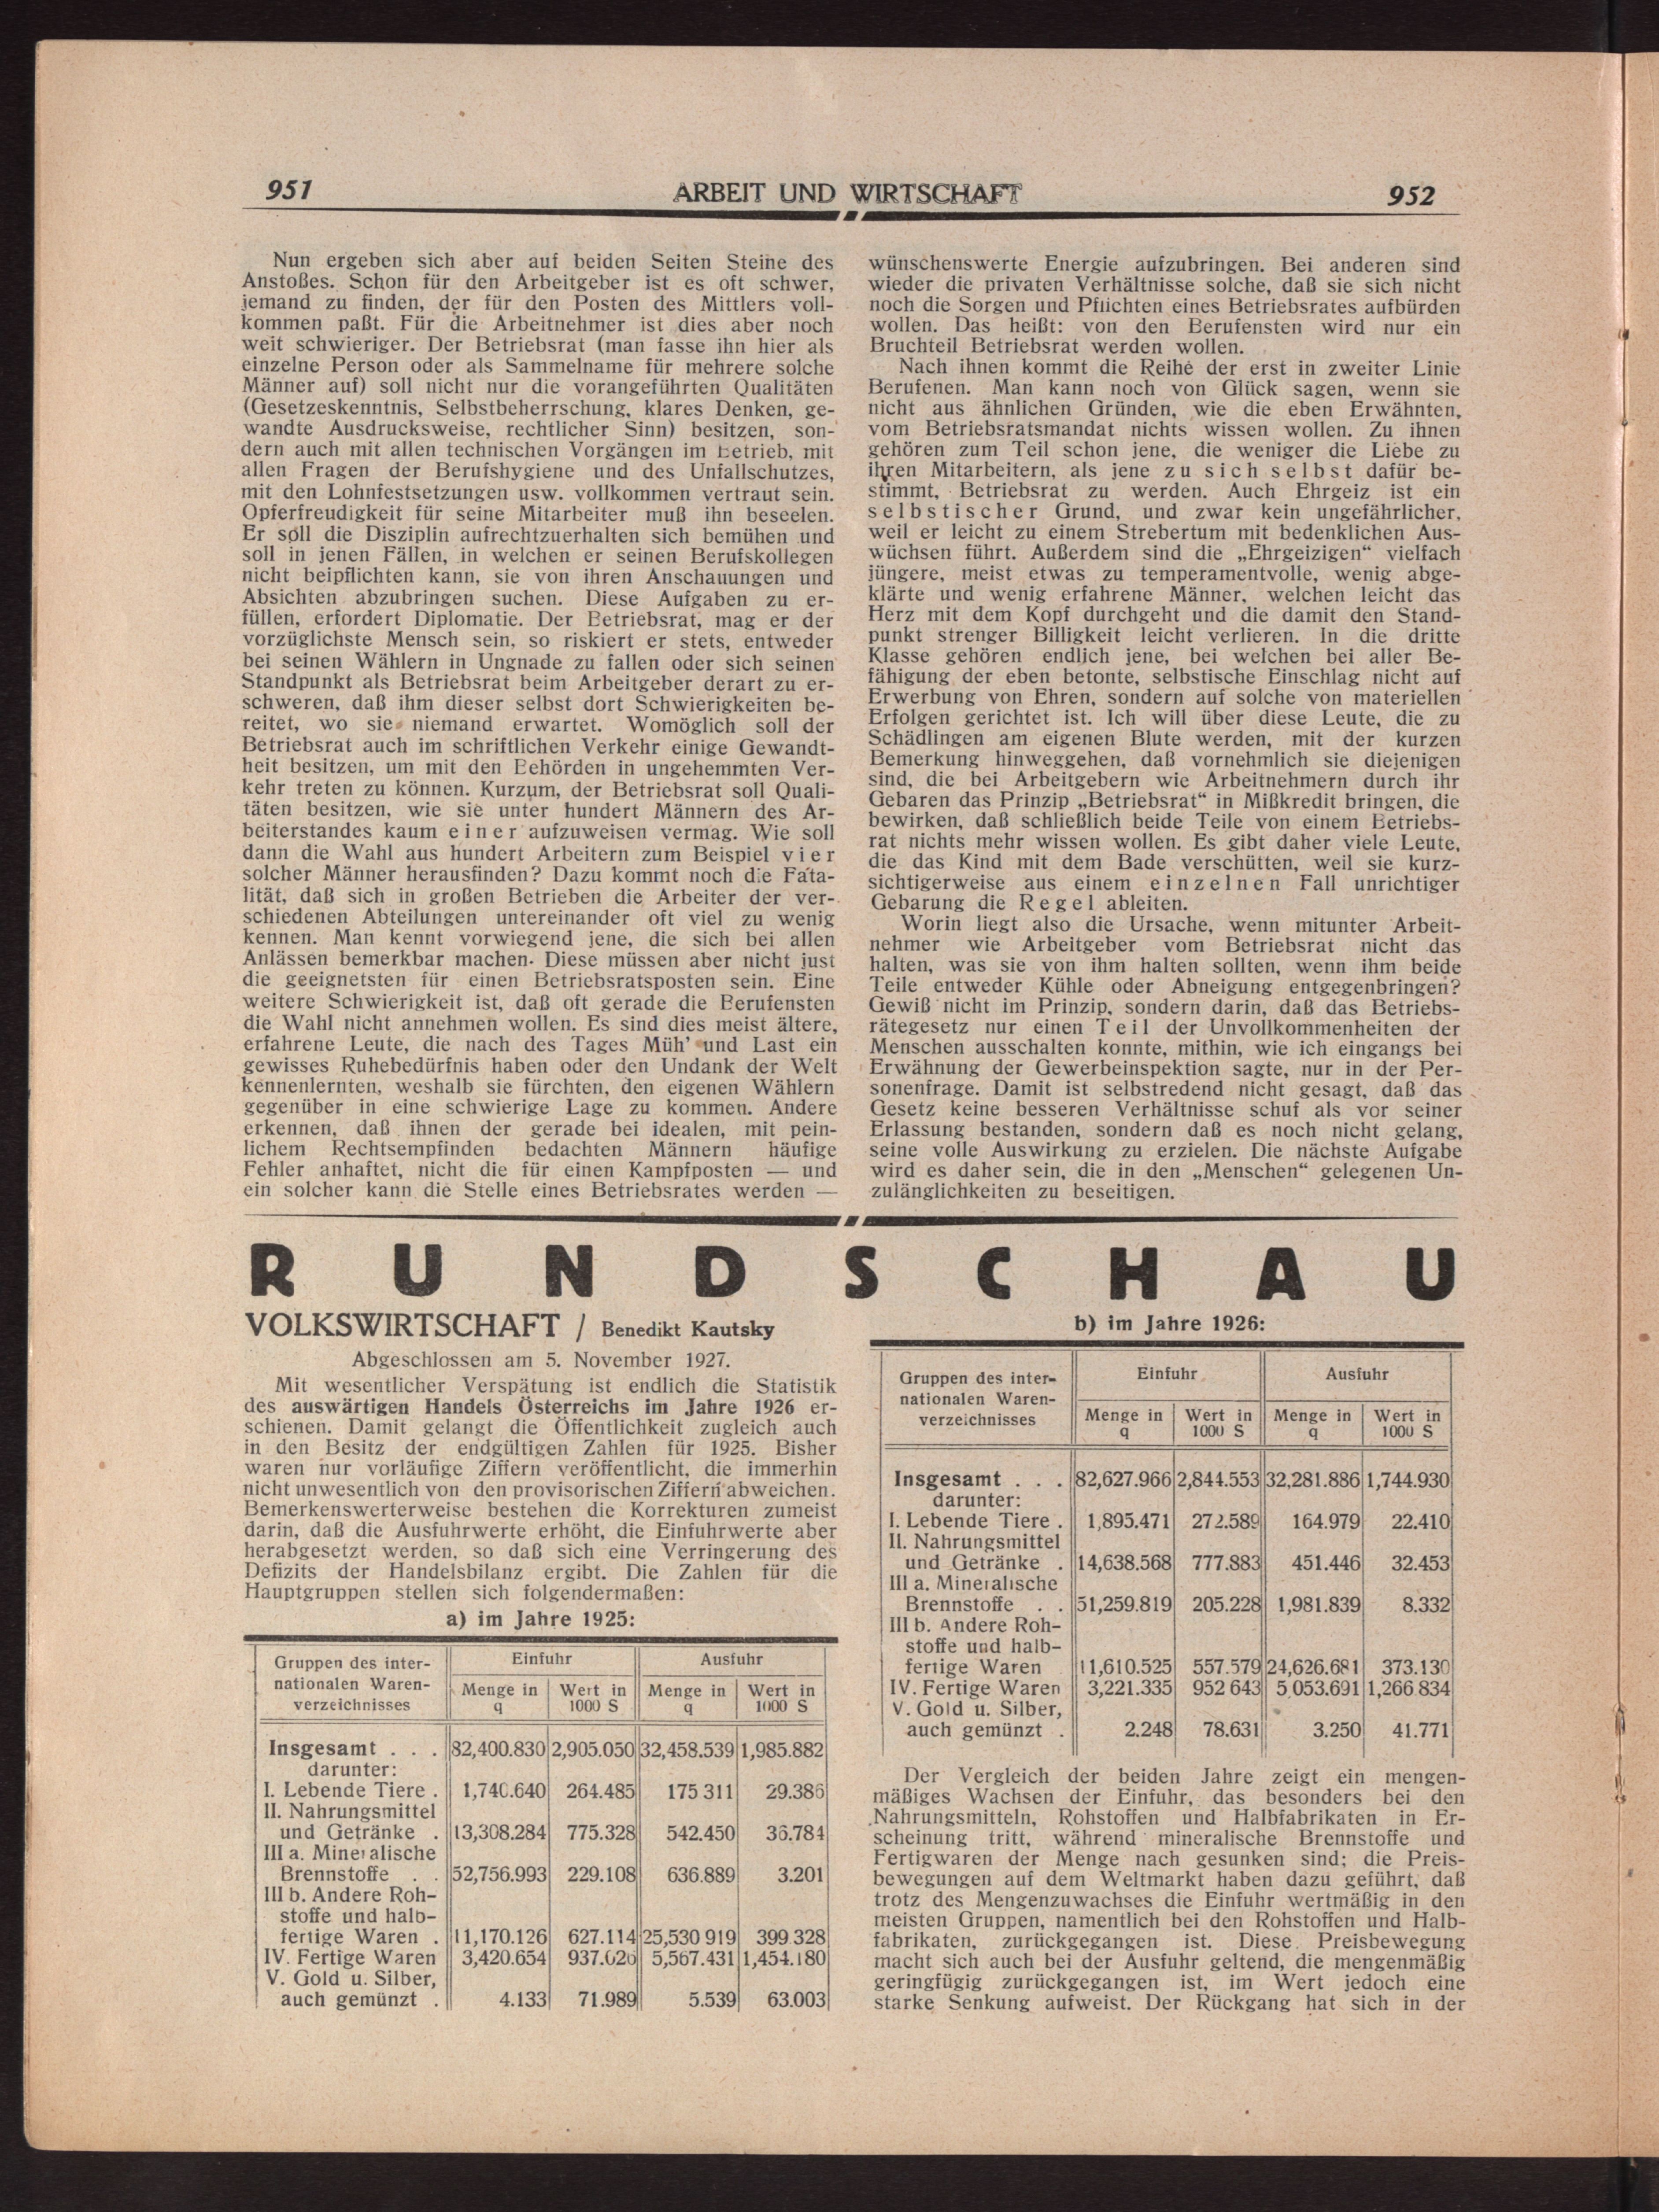 951
ARBEIT UND WIRTSCHAFT
952
Nun ergeben sich aber auf beiden Seiten Steine des
Anstoßes. Schon für den Arbeitgeber ist es oft schwer,
jemand zu finden, der für den Posten des Mittlers voll-
kommen paßt. Für die Arbeitnehmer ist dies aber noch
weit schwieriger. Der Betriebsrat (man fasse ihn hier als
einzelne Person oder als Sammelname für mehrere solche
Männer auf) soll nicht nur die vorangeführten Qualitäten
(Gesetzeskenntnis, Selbstbeherrschung, klares Denken, ge-
wandte Ausdrucksweise, rechtlicher Sinn) besitzen, son-
dern auch mit allen technischen Vorgängen im Betrieb, mit
allen Fragen der Berufshygiene und des Unfallschutzes,
mit den Lohnfestsetzungen usw. vollkommen vertraut sein.
Opferfreudigkeit für seine Mitarbeiter muß ihn beseelen.
Er soll die Disziplin aufrechtzuerhalten sich bemühen und
soll in jenen Fällen, in welchen er seinen Berufskollegen
nicht beipflichten kann, sie von ihren Anschauungen und
Absichten abzubringen suchen. Diese Aufgaben zu er-
füllen, erfordert Diplomatie. Der Betriebsrat, mag er der
vorzüglichste Mensch sein, so riskiert er stets, entweder
bei seinen Wählern in Ungnade zu fallen oder sich seinen
Standpunkt als Betriebsrat beim Arbeitgeber derart zu er-
schweren, daß ihm dieser selbst dort Schwierigkeiten be-
reitet, wo sie niemand erwartet. Womöglich soll der
Betriebsrat auch im schriftlichen Verkehr einige Gewandt-
heit besitzen, um mit den Behörden in ungehemmten Ver-
kehr treten zu können. Kurzum, der Betriebsrat soll Quali-
täten besitzen, wie sie unter hundert Männern des Ar-
beiterstandes kaum einer aufzuweisen vermag. Wie soll
dann die Wahl aus hundert Arbeitern zum Beispiel vier
solcher Männer herausfinden? Dazu kommt noch die Fata-
lität, daß sich in großen Betrieben die Arbeiter der ver-
schiedenen Abteilungen untereinander oft viel zu wenig
kennen. Man kennt vorwiegend jene, die sich bei allen
Anlässen bemerkbar machen. Diese müssen aber nicht just
die geeignetsten für einen Betriebsratsposten sein. Eine
weitere Schwierigkeit ist, daß oft gerade die Berufensten
die Wahl nicht annehmen wollen. Es sind dies meist ältere,
erfahrene Leute, die nach des Tages Müh' und Last ein
gewisses Ruhebedürfnis haben oder den Undank der Welt
kennenlernten, weshalb sie fürchten, den eigenen Wählern
gegenüber in eine schwierige Lage zu kommen. Andere
erkennen, daß ihnen der gerade bei idealen, mit pein-
lichem Rechtsempfinden bedachten Männern häufige
Fehler anhaftet, nicht die für einen Kampfposten — und
ein solcher kann die Stelle eines Betriebsrates werden —
wünschenswerte Energie aufzubringen. Bei anderen sind
wieder die privaten Verhältnisse solche, daß sie sich nicht
noch die Sorgen und Pflichten eines Betriebsrates aufbürden
wollen. Das heißt: von den Berufensten wird nur ein
Bruchteil Betriebsrat werden wollen.
Nach ihnen kommt die Reihe der erst in zweiter Linie
Berufenen. Man kann noch von Glück sagen, wenn sie
nicht aus ähnlichen Gründen, wie die eben Erwähnten,
vom Betriebsratsmandat nichts wissen wollen. Zu ihnen
gehören zum Teil schon jene, die weniger die Liebe zu
ihren Mitarbeitern, als jene zu sich selbst dafür be-
stimmt, Betriebsrat zu werden. Auch Ehrgeiz ist ein
selbstischer Grund, und zwar kein ungefährlicher,
weil er leicht zu einem Strebertum mit bedenklichen Aus-
wüchsen führt. Außerdem sind die „Ehrgeizigen“ vielfach
jüngere, meist etwas zu temperamentvolle, wenig abge-
klärte und wenig erfahrene Männer, welchen leicht das
Herz mit dem Kopf durchgeht und die damit den Stand-
punkt strenger Billigkeit leicht verlieren. In die dritte
Klasse gehören endlich jene, bei welchen bei aller Be-
fähigung der eben betonte, selbstische Einschlag nicht auf
Erwerbung von Ehren, sondern auf solche von materiellen
Erfolgen gerichtet ist. Ich will über diese Leute, die zu
Schädlingen am eigenen Blute werden, mit der kurzen
Bemerkung hinweggehen, daß vornehmlich sie diejenigen
sind, die bei Arbeitgebern wie Arbeitnehmern durch ihr
Gebaren das Prinzip „Betriebsrat“ in Mißkredit bringen, die
bewirken, daß schließlich beide Teile von einem Betriebs-
rat nichts mehr wissen wollen. Es gibt daher viele Leute,
die das Kind mit dem Bade verschütten, weil sie kurz-
sichtigerweise aus einem einzelnen Fall unrichtiger
Gebarung die Regel ableiten.
Worin liegt also die Ursache, wenn mitunter Arbeit-
nehmer wie Arbeitgeber vom Betriebsrat nicht das
halten, was sie von ihm halten sollten, wenn ihm beide
Teile entweder Kühle oder Abneigung entgegenbringen?
Gewiß nicht im Prinzip, sondern darin, daß das Betriebs-
rätegesetz nur einen Teil der Unvollkommenheiten der
Menschen ausschalten konnte, mithin, wie ich eingangs bei
Erwähnung der Gewerbeinspektion sagte, nur in der Per-
sonenfrage. Damit ist selbstredend nicht gesagt, daß das
Gesetz keine besseren Verhältnisse schuf als vor seiner
Erlassung bestanden, sondern daß es noch nicht gelang,
seine volle Auswirkung zu erzielen. Die nächste Aufgabe
wird es daher sein, die in den „Menschen“ gelegenen Un-
zulänglichkeiten zu beseitigen.
RUNDSCHAU
VOLKSWIRTSCHAFT / Benedikt Kautsky
Abgeschlossen am 5. November 1927.
Mit wesentlicher Verspätung ist endlich die Statistik
des auswärtigen Handels Österreichs im Jahre 1926 er-
schienen. Damit gelangt die Öffentlichkeit zugleich auch
in den Besitz der endgültigen Zahlen für 1925. Bisher
waren nur vorläufige Ziffern veröffentlicht, die immerhin
nicht unwesentlich von den provisorischen Ziffern abweichen.
Bemerkenswerterweise bestehen die Korrekturen zumeist
darin, daß die Ausfuhrwerte erhöht, die Einfuhrwerte aber
herabgesetzt werden, so daß sich eine Verringerung des
Defizits der Handelsbilanz ergibt. Die Zahlen für die
Hauptgruppen stellen sich folgendermaßen:
a) im Jahre 1925:
Gruppen des inter- Einfuhr Ausfuhr
nationalen Waren- Menge in Wert in Menge in Wert in
verzeichnisses q 1000 S q 1000 S
Insgesamt . . . 82,400.830 2,905.050 32,458.539 1,985.882
darunter:
I. Lebende Tiere . 1,740.640 264.485 175 311 29.386
II. Nahrungsmittel
und Getränke . 13,308.284 775.328 542.450 36.784
III a. Mineralische
Brennstoffe . . 52,756.993 229.108 636.889 3.201
III b. Andere Roh-
stoffe und halb-
fertige Waren . 11,170.126 627.114 25,530 919 399.328
IV. Fertige Waren 3,420.654 937.026 5,567.431 1,454.180
V. Gold u. Silber,
auch gemünzt . 4.133 71.989 5.539 63.003
b) im Jahre 1926:
Gruppen des inter- Einfuhr Ausfuhr
nationalen Waren- Menge in Wert in Menge in Wert in
verzeichnisses q 1000 S q 1000 S
Insgesamt . . . 82,627.966 2,844.553 32,281.886 1,744.930
darunter:
I. Lebende Tiere . 1,895.471 272.589 164.979 22.410
II. Nahrungsmittel
und Getränke . 14,638.568 777.883 451.446 32.453
III a. Mineralische
Brennstoffe . . 51,259.819 205.228 1,981.839 8.332
III b. Andere Roh-
stoffe und halb-
fertige Waren 11,610.525 557.579 24,626.681 373.130
IV. Fertige Waren 3,221.335 952 643 5,053.691 1,266 834
V. Gold u. Silber,
auch gemünzt . 2.248 78.631 3.250 41.771
Der Vergleich der beiden Jahre zeigt ein mengen-
mäßiges Wachsen der Einfuhr, das besonders bei den
Nahrungsmitteln, Rohstoffen und Halbfabrikaten in Er-
scheinung tritt, während mineralische Brennstoffe und
Fertigwaren der Menge nach gesunken sind; die Preis-
bewegungen auf dem Weltmarkt haben dazu geführt, daß
trotz des Mengenzuwachses die Einfuhr wertmäßig in den
meisten Gruppen, namentlich bei den Rohstoffen und Halb-
fabrikaten, zurückgegangen ist. Diese Preisbewegung
macht sich auch bei der Ausfuhr geltend, die mengenmäßig
geringfügig zurückgegangen ist, im Wert jedoch eine
starke Senkung aufweist. Der Rückgang hat sich in der